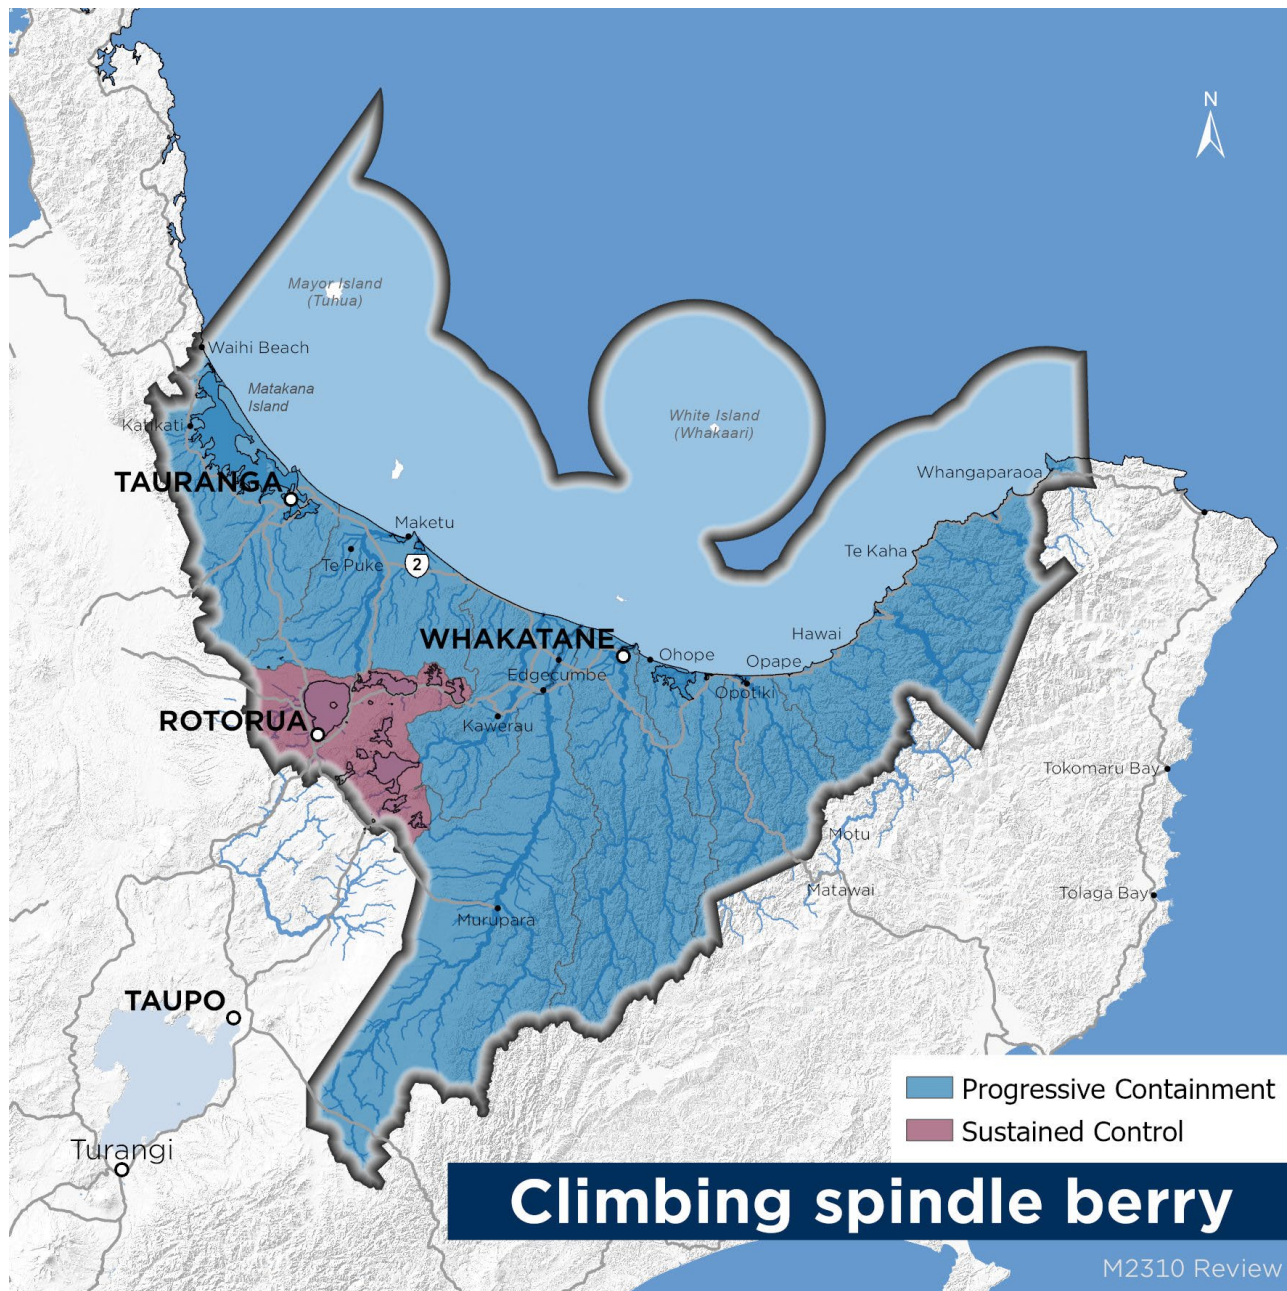 N
Mayor Island
(Tuhua)
Waihi Beach
Matakana
Island
White Island
(Whakaari)
Katikati
Whangaparaoa
TAURANGA
Maketu
Te Kaha
Te Puke
2
WHAKATANE
Hawai
Ohope
Opape
Edgecumbe
Opotiki
ROTORUA
Kawerau
Tokomaru Bay
Motu
Matawai
Tolaga Bay
Murupara
TAUPO
Progressive Containment
Sustained Control
Turangi
Climbing spindle berry
M2310 Review